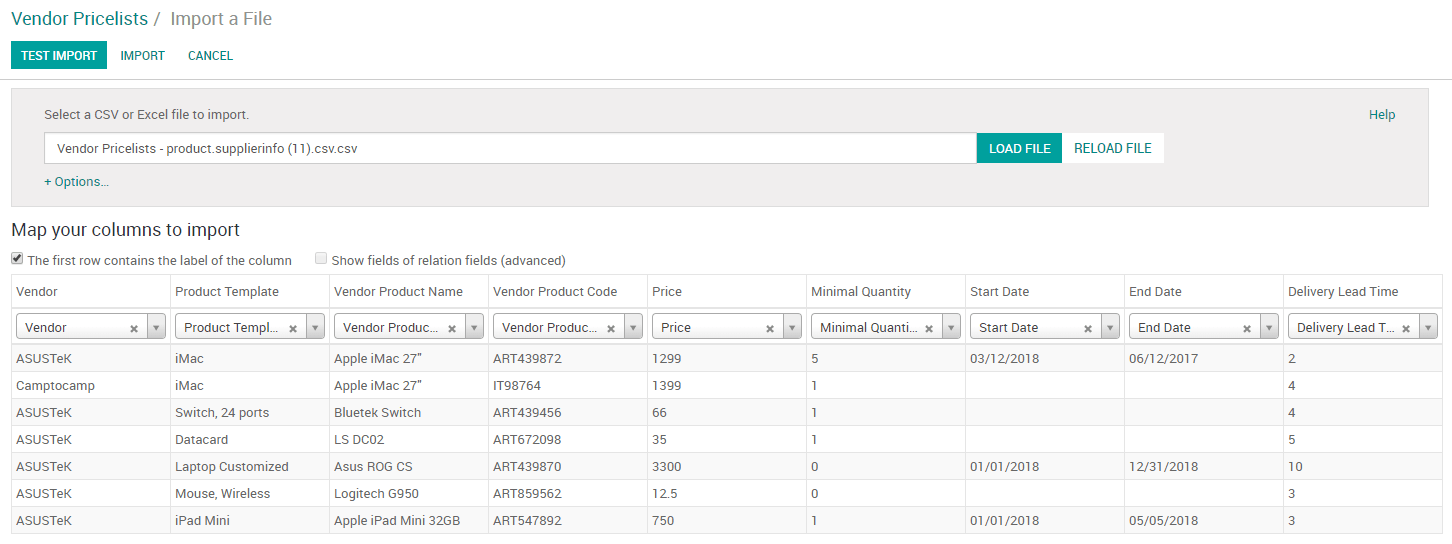 Vendor Pricelists / Import a File
TEST IMPORT IMPORT CANCEL
Select a CSV or Excel file to import. Help
Vendor Pricelists - product.supplierinfo (11).csv.csv LOAD FILE RELOAD FILE
+ Options...
Map your columns to import
The first row contains the label of the column Show fields of relation fields (advanced)
Vendor Product Template Vendor Product Name Vendor Product Code Price Minimal Quantity Start Date End Date Delivery Lead Time
Vendor Product Templ... Vendor Produc... Vendor Produc... Price Minimal Quanti... Start Date End Date Delivery Lead T...
ASUSTeK iMac Apple iMac 27" ART439872 1299 5 03/12/2018 06/12/2017 2
Camptocamp iMac Apple iMac 27" IT98764 1399 1 4
ASUSTeK Switch, 24 ports Bluetek Switch ART439456 66 1 4
ASUSTeK Datacard LS DC02 ART672098 35 1 5
ASUSTeK Laptop Customized Asus ROG CS ART439870 3300 0 01/01/2018 12/31/2018 10
ASUSTeK Mouse, Wireless Logitech G950 ART859562 12.5 0 3
ASUSTeK iPad Mini Apple iPad Mini 32GB ART547892 750 1 01/01/2018 05/05/2018 3